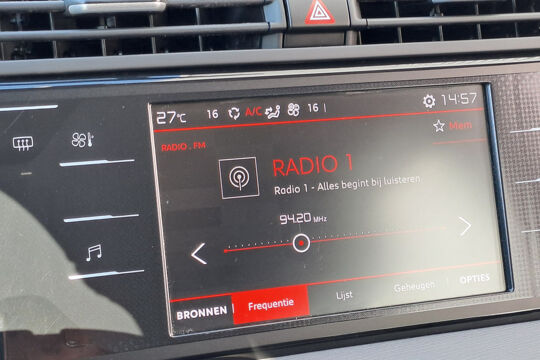 27°C 16 A/C 16 14:57
RADIO . FM
Mem
RADIO 1
Radio 1 - Alles begint bij luisteren
94.20 MHz
BRONNEN Frequentie Lijst Geheugen OPTIES